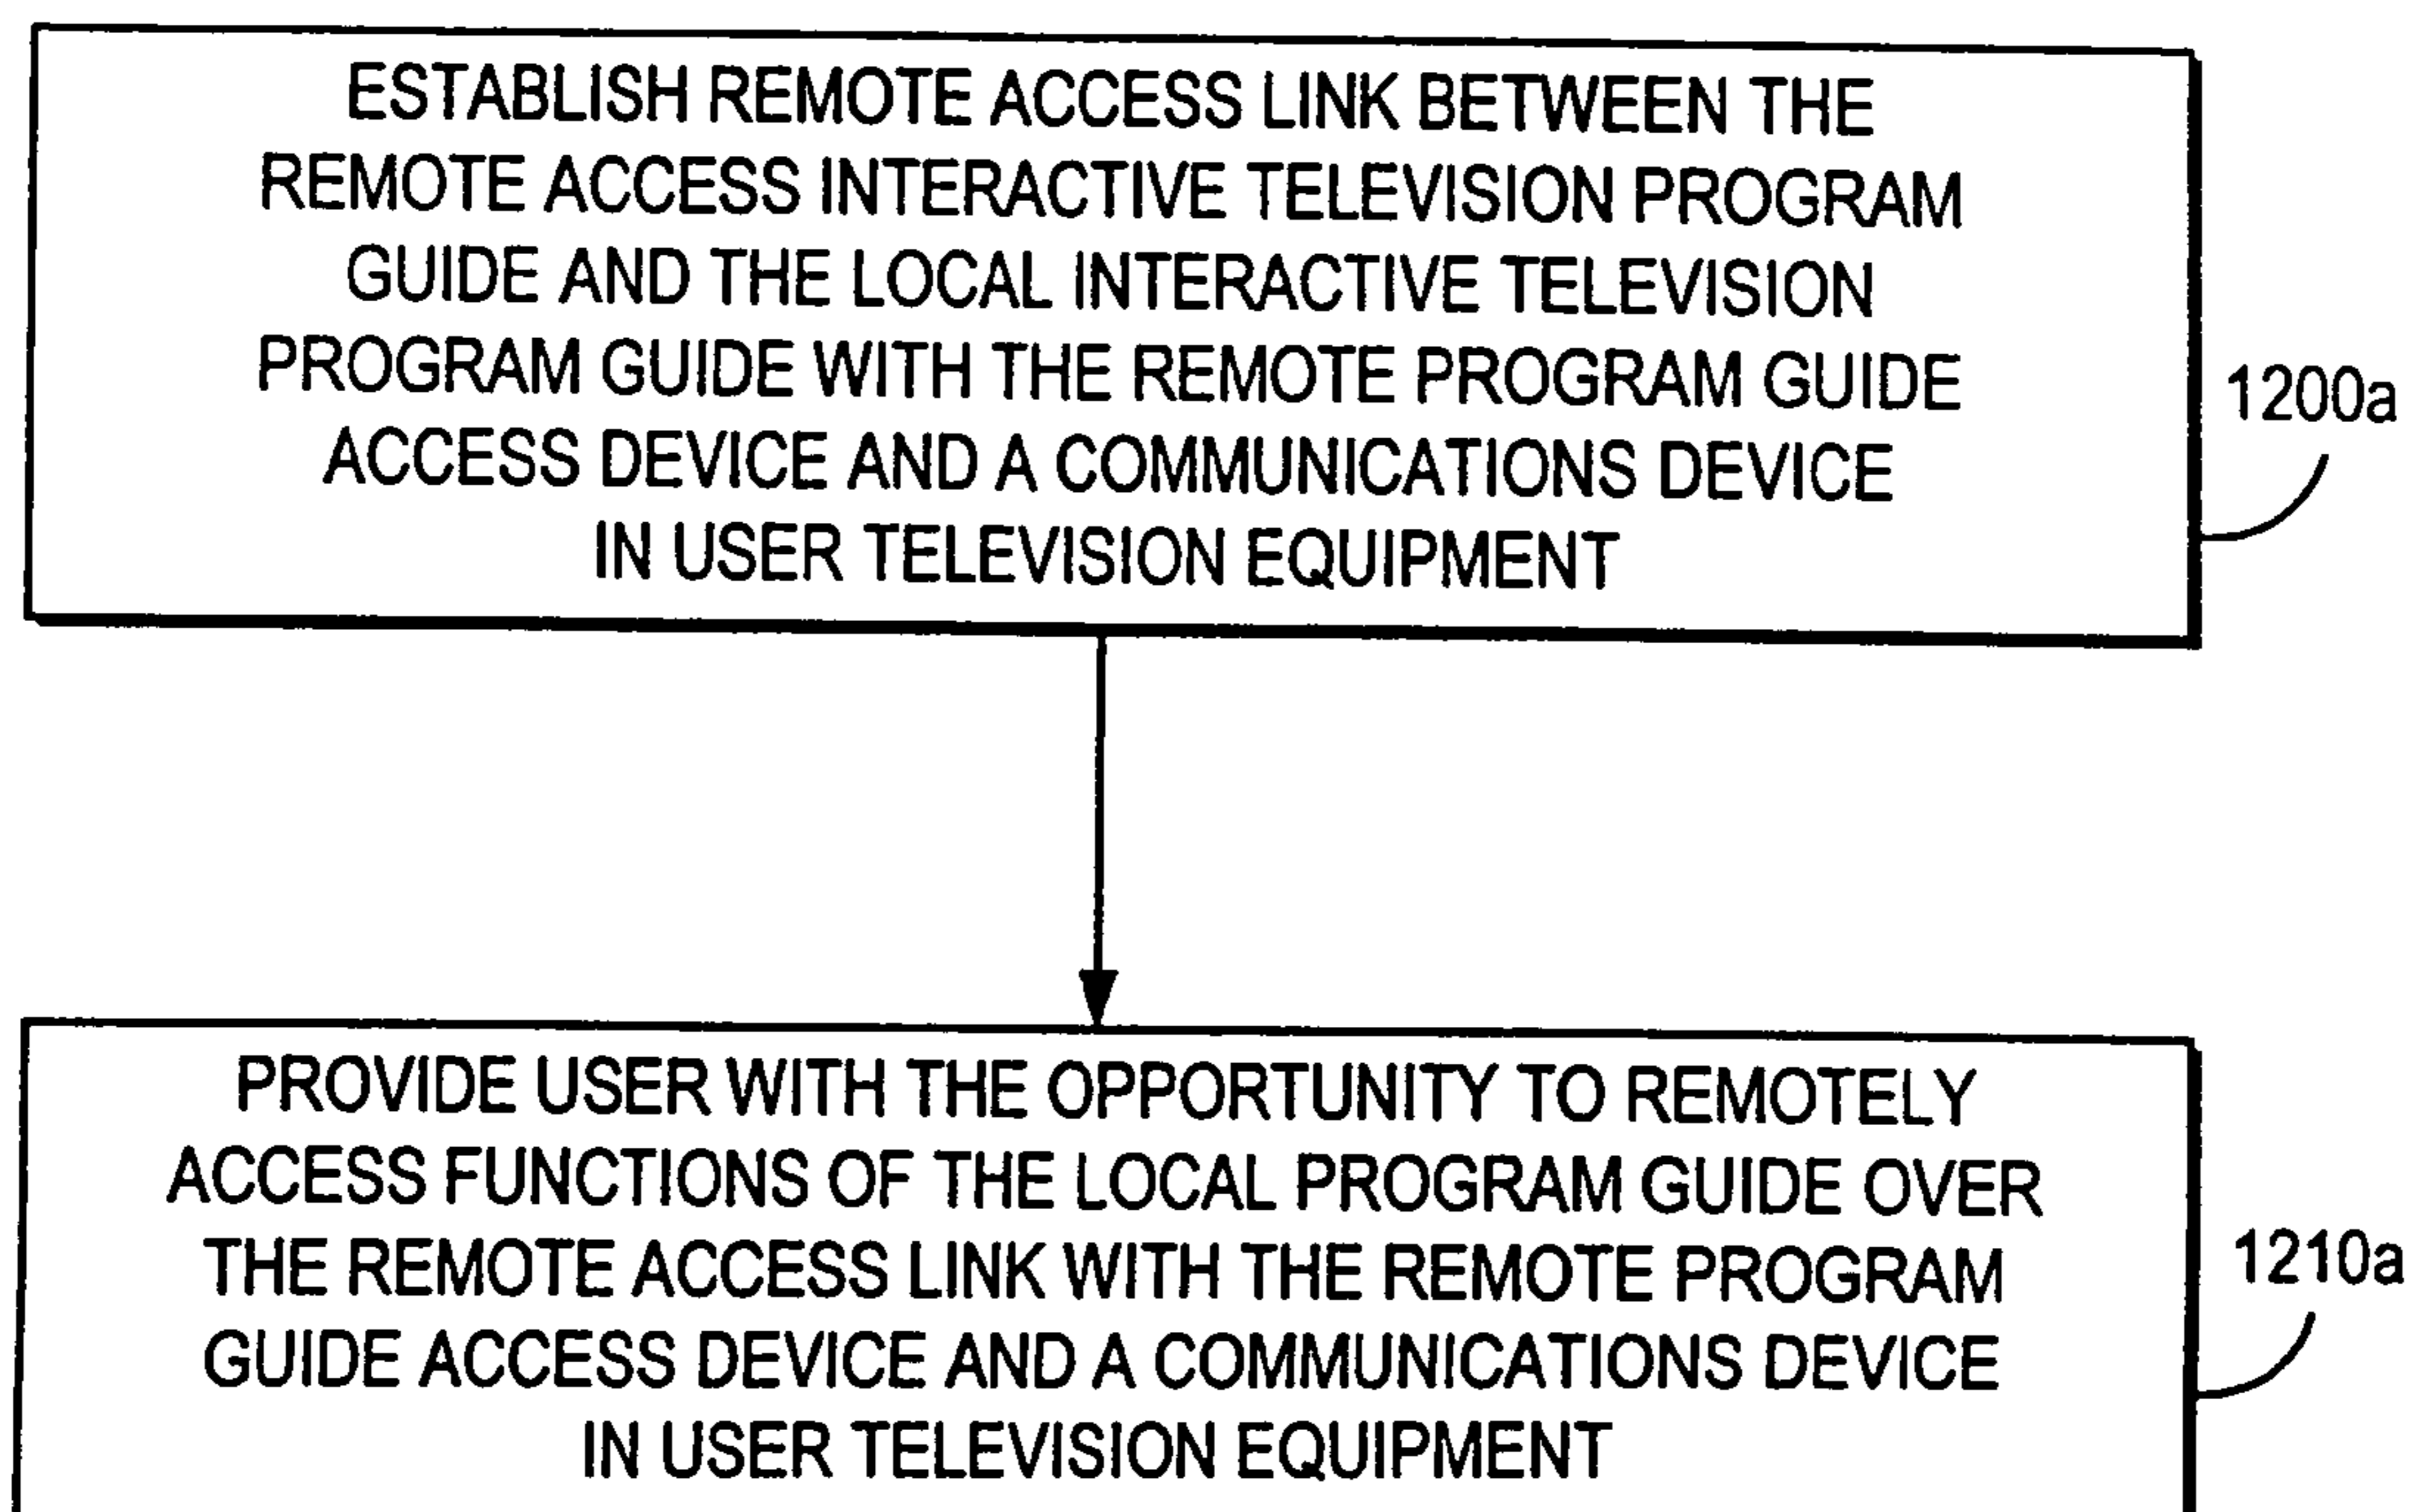 ESTABLISH REMOTE ACCESS LINK BETWEEN THE
REMOTE ACCESS INTERACTIVE TELEVISION PROGRAM
GUIDE AND THE LOCAL INTERACTIVE TELEVISION
PROGRAM GUIDE WITH THE REMOTE PROGRAM GUIDE
ACCESS DEVICE AND A COMMUNICATIONS DEVICE
IN USER TELEVISION EQUIPMENT
1200a
PROVIDE USER WITH THE OPPORTUNITY TO REMOTELY
ACCESS FUNCTIONS OF THE LOCAL PROGRAM GUIDE OVER
THE REMOTE ACCESS LINK WITH THE REMOTE PROGRAM
GUIDE ACCESS DEVICE AND A COMMUNICATIONS DEVICE
IN USER TELEVISION EQUIPMENT
1210a